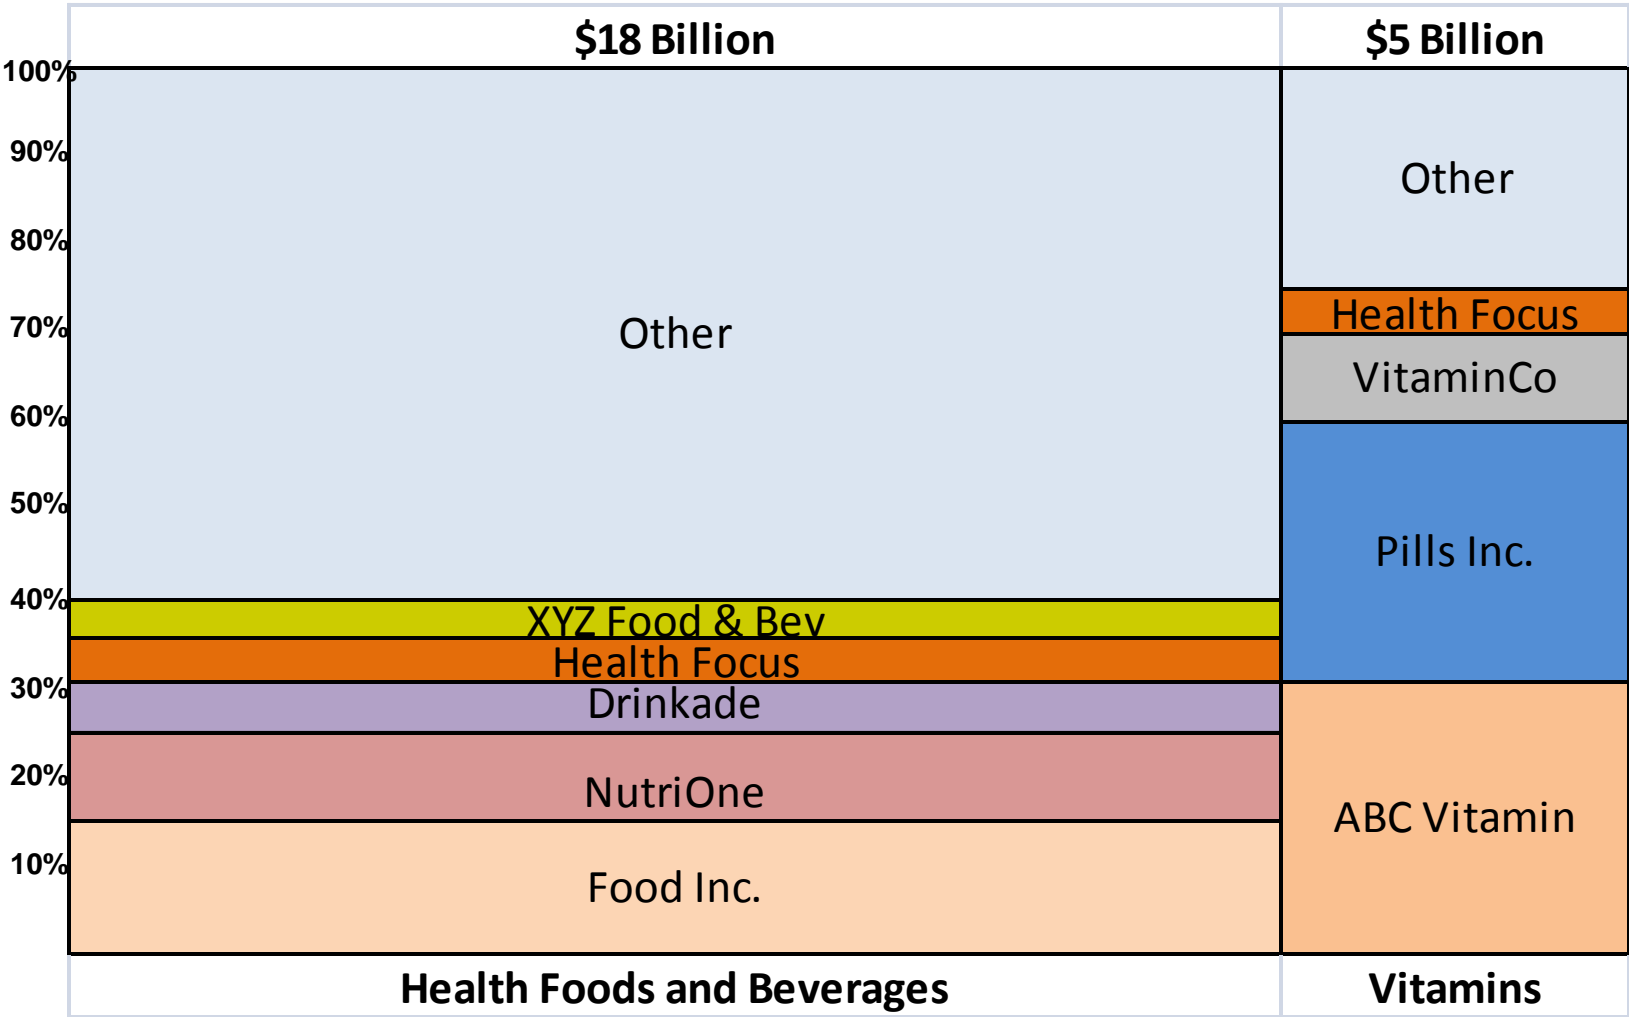 $18 Billion
$5 Billion
100%
90%
80%
70%
60%
50%
40%
30%
20%
10%
Other
XYZ Food & Bev
Health Focus
Drinkade
NutriOne
Food Inc.
Other
Health Focus
VitaminCo
Pills Inc.
ABC Vitamin
Health Foods and Beverages
Vitamins